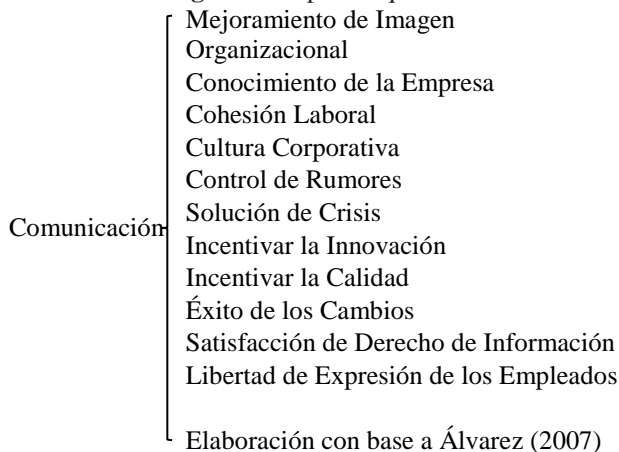 Mejoramiento de Imagen
Organizacional
Conocimiento de la Empresa
Cohesión Laboral
Cultura Corporativa
Control de Rumores
Solución de Crisis
Comunicación
Incentivar la Innovación
Incentivar la Calidad
Éxito de los Cambios
Satisfacción de Derecho de Información
Libertad de Expresión de los Empleados
Elaboración con base a Álvarez (2007)